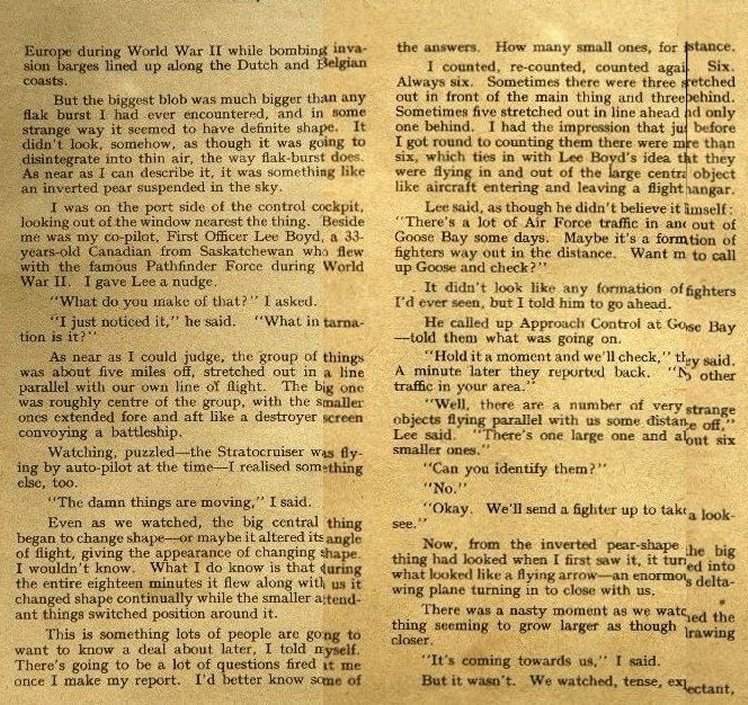 Europe during World War II while bombing inva-
sion barges lined up along the Dutch and Belgian
coasts.
But the biggest blob was much bigger than any
flak burst I had ever encountered, and in some
strange way it seemed to have definite shape. It
didn't look, somehow, as though it was going to
disintegrate into thin air, the way flak-burst does.
As near as I can describe it, it was something like
an inverted pear suspended in the sky.
I was on the port side of the control cockpit,
looking out of the window nearest the thing. Beside
me was my co-pilot, First Officer Lee Boyd, a 33-
years-old Canadian from Saskatchewan who flew
with the famous Pathfinder Force during World
War II. I gave Lee a nudge.
"What do you make of that?" I asked.
"I just noticed it," he said. "What in tarna-
tion is it?"
As near as I could judge, the group of things
was about five miles off, stretched out in a line
parallel with our own line of flight. The big one
was roughly centre of the group, with the smaller
ones extended fore and aft like a destroyer screen
convoying a battleship.
Watching, puzzled—the Stratocruiser was fly-
ing by auto-pilot at the time—I realised something
else, too.
"The damn things are moving," I said.
Even as we watched, the big central thing
began to change shape—or maybe it altered its angle
of flight, giving the appearance of changing shape.
I wouldn't know. What I do know is that during
the entire eighteen minutes it flew along with us it
changed shape continually while the smaller attend-
ant things switched position around it.
This is something lots of people are going to
want to know a deal about later, I told myself.
There's going to be a lot of questions fired at me
once I make my report. I'd better know some of
the answers. How many small ones, for instance.
I counted, re-counted, counted again. Six.
Always six. Sometimes there were three stretched
out in front of the main thing and three behind.
Sometimes five stretched out in line ahead and only
one behind. I had the impression that just before
I got round to counting them there were more than
six, which ties in with Lee Boyd's idea that they
were flying in and out of the large central object
like aircraft entering and leaving a flight hangar.
Lee said, as though he didn't believe it himself:
"There's a lot of Air Force traffic in and out of
Goose Bay some days. Maybe it's a formation of
fighters way out in the distance. Want me to call
up Goose and check?"
It didn't look like any formation of fighters
I'd ever seen, but I told him to go ahead.
He called up Approach Control at Goose Bay
—told them what was going on.
"Hold it a moment and we'll check," they said.
A minute later they reported back. "No other
traffic in your area."
"Well, there are a number of very strange
objects flying parallel with us some distance off,"
Lee said. "There's one large one and about six
smaller ones."
"Can you identify them?"
"No."
"Okay. We'll send a fighter up to take a look-
see."
Now, from the inverted pear-shape the big
thing had looked when I first saw it, it turned into
what looked like a flying arrow—an enormous delta-
wing plane turning in to close with us.
There was a nasty moment as we watched the
thing seeming to grow larger as though drawing
closer.
"It's coming towards us," I said.
But it wasn't. We watched, tense, expectant,